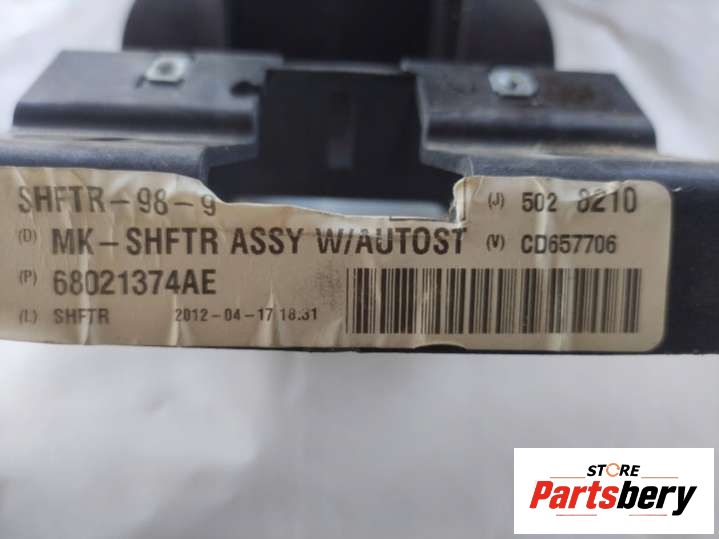 SHFTR-98-9 (J) 502 8210
(D) MK-SHFTR ASSY W/AUTOST (V) CD657706
(P) 68021374AE
(L) SHFTR 2012-04-17 18:31
STORE
Partsbery